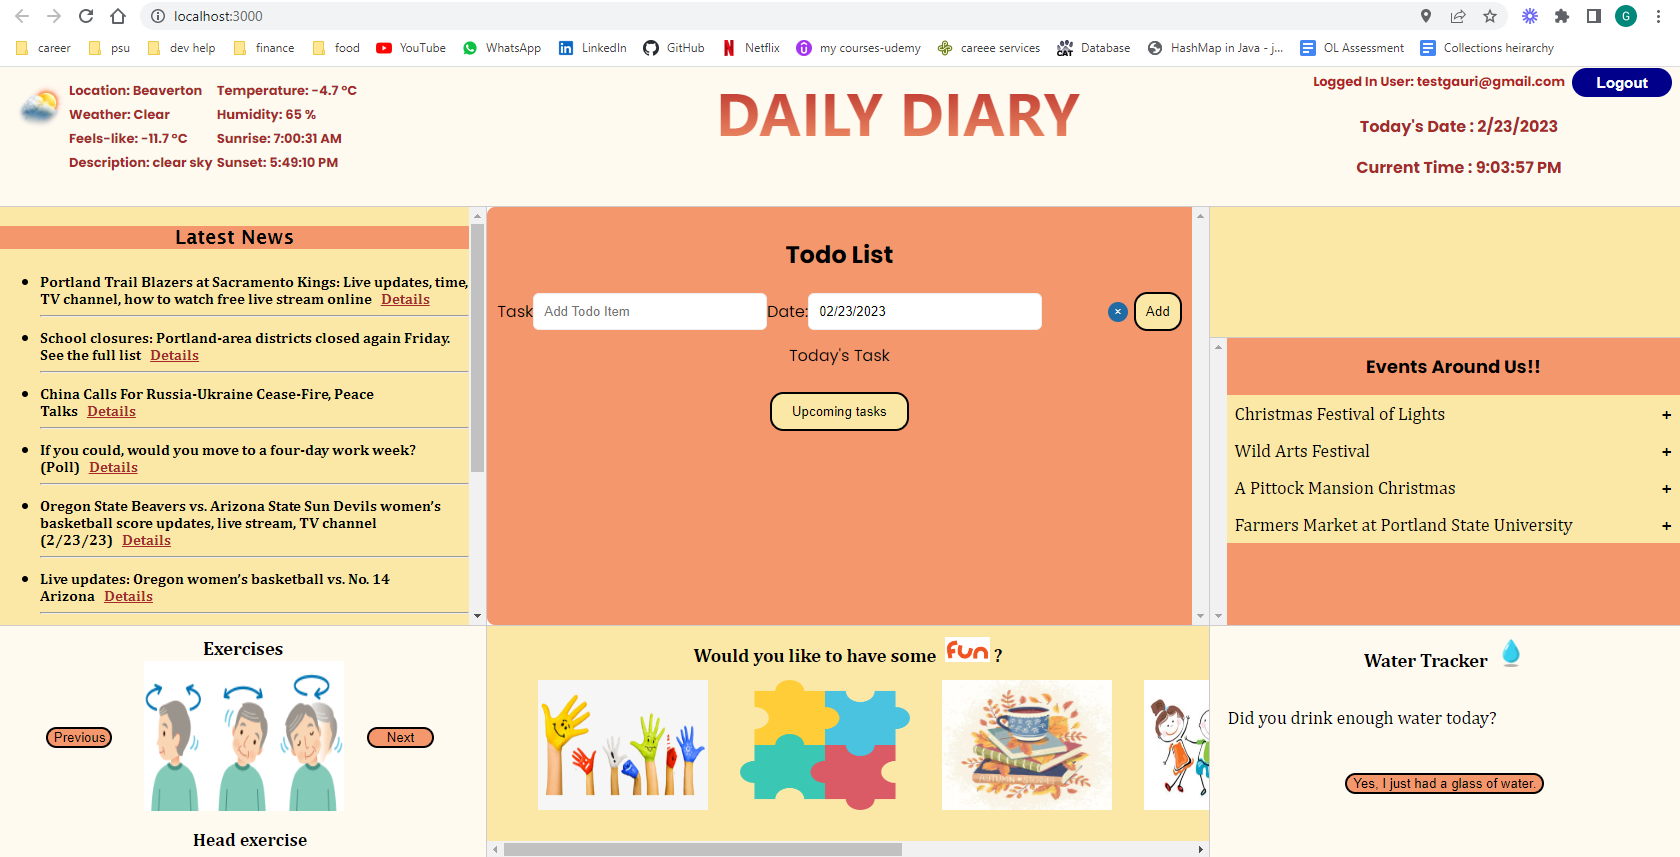 localhost:3000
G
career psu dev help finance food YouTube WhatsApp LinkedIn GitHub Netflix my courses-udemy careee services Database HashMap in Java - j... OL Assessment Collections heirarchy
Location: Beaverton Temperature: -4.7 °C
Weather: Clear Humidity: 65 %
Feels-like: -11.7 °C Sunrise: 7:00:31 AM
Description: clear sky Sunset: 5:49:10 PM
DAILY DIARY
Logged In User: testgauri@gmail.com Logout
Today's Date : 2/23/2023
Current Time : 9:03:57 PM
Latest News
Portland Trail Blazers at Sacramento Kings: Live updates, time,
TV channel, how to watch free live stream online Details
School closures: Portland-area districts closed again Friday.
See the full list Details
China Calls For Russia-Ukraine Cease-Fire, Peace
Talks Details
If you could, would you move to a four-day work week?
(Poll) Details
Oregon State Beavers vs. Arizona State Sun Devils women's
basketball score updates, live stream, TV channel
(2/23/23) Details
Live updates: Oregon women's basketball vs. No. 14
Arizona Details
Todo List
Task Add Todo Item Date: 02/23/2023 × Add
Today's Task
Upcoming tasks
Events Around Us!!
Christmas Festival of Lights +
Wild Arts Festival +
A Pittock Mansion Christmas +
Farmers Market at Portland State University +
Exercises
Previous Next
Head exercise
Would you like to have some fun ?
Water Tracker
Did you drink enough water today?
Yes, I just had a glass of water.